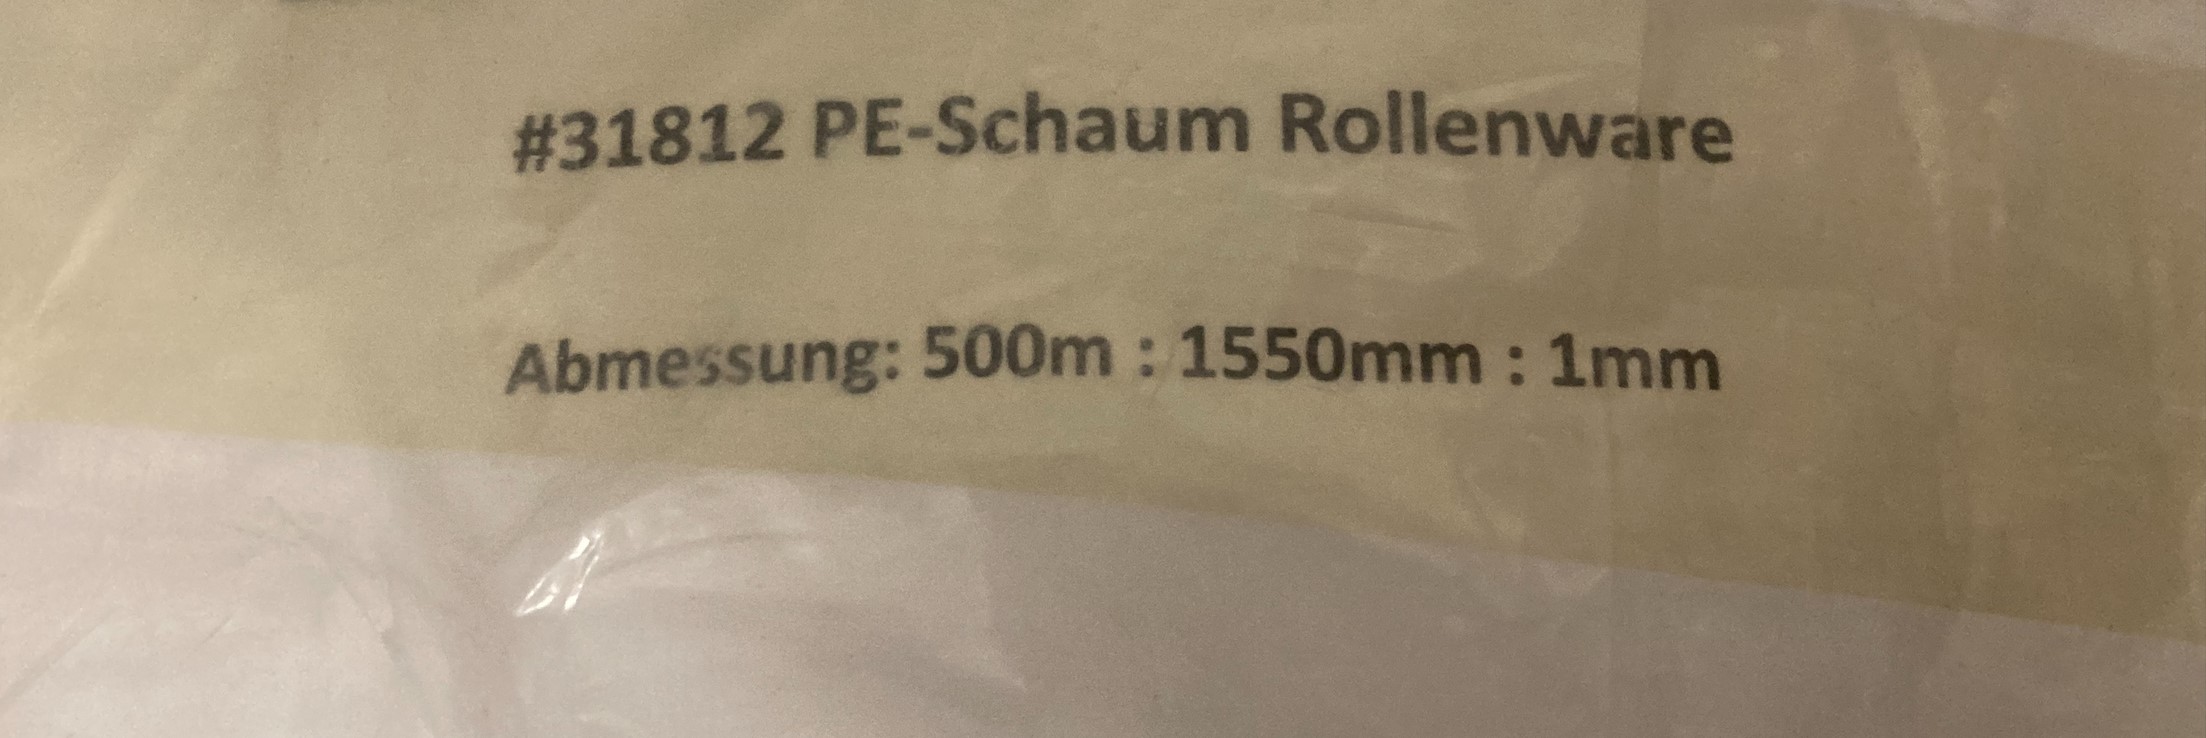 #31812 PE-Schaum Rollenware
Abmessung: 500m : 1550mm : 1mm